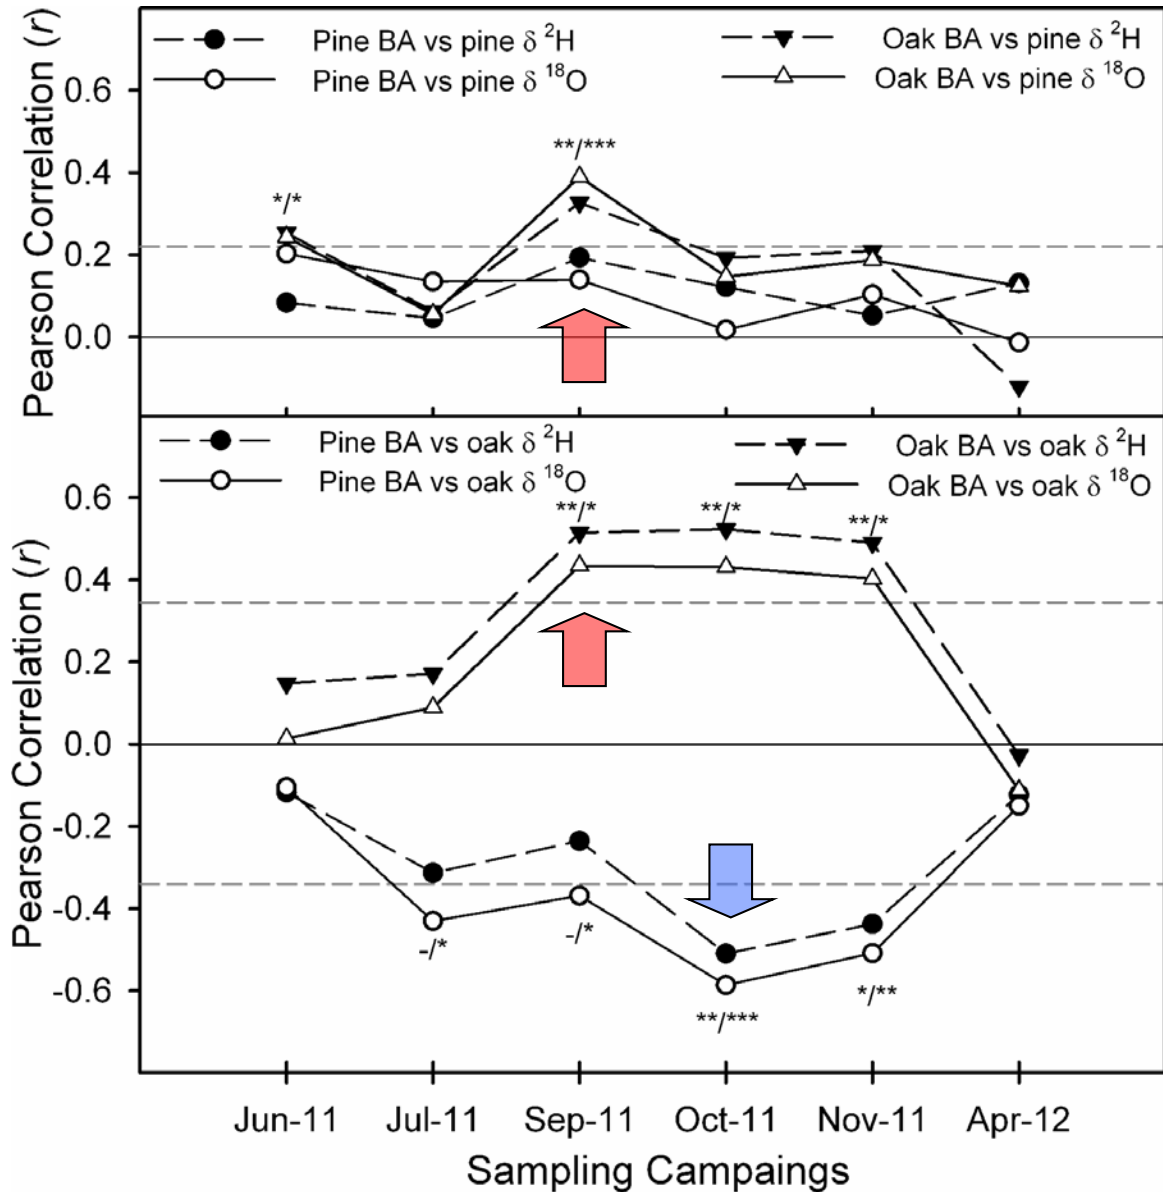 Pearson Correlation (r)
Pine BA vs pine δ ²H
Pine BA vs pine δ ¹⁸O
Oak BA vs pine δ ²H
Oak BA vs pine δ ¹⁸O
0.6
0.4
0.2
0.0
*/*
**/***
Pearson Correlation (r)
Pine BA vs oak δ ²H
Pine BA vs oak δ ¹⁸O
Oak BA vs oak δ ²H
Oak BA vs oak δ ¹⁸O
0.6
0.4
0.2
0.0
-0.2
-0.4
-0.6
**/*
**/*
**/*
-/*
-/*
**/***
*/**
Jun-11 Jul-11 Sep-11 Oct-11 Nov-11 Apr-12
Sampling Campaings